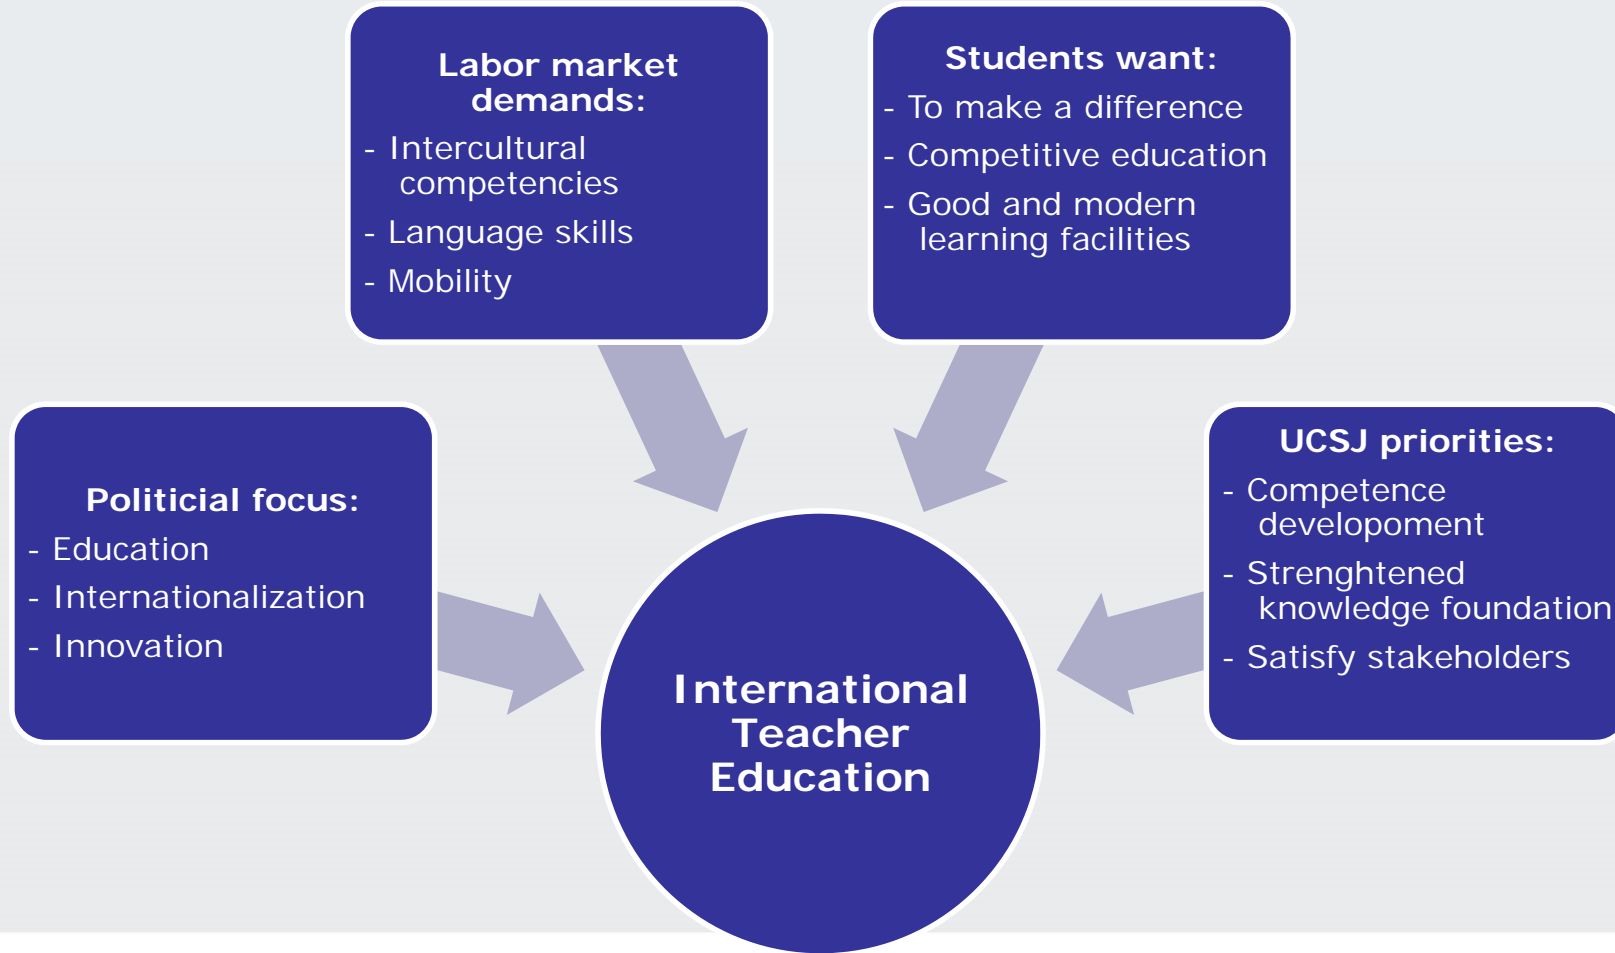 Labor market
demands:
- Intercultural
competencies
- Language skills
- Mobility
Students want:
- To make a difference
- Competitive education
- Good and modern
learning facilities
Politicial focus:
- Education
- Internationalization
- Innovation
UCSJ priorities:
- Competence
developoment
- Strenghtened
knowledge foundation
- Satisfy stakeholders
International
Teacher
Education